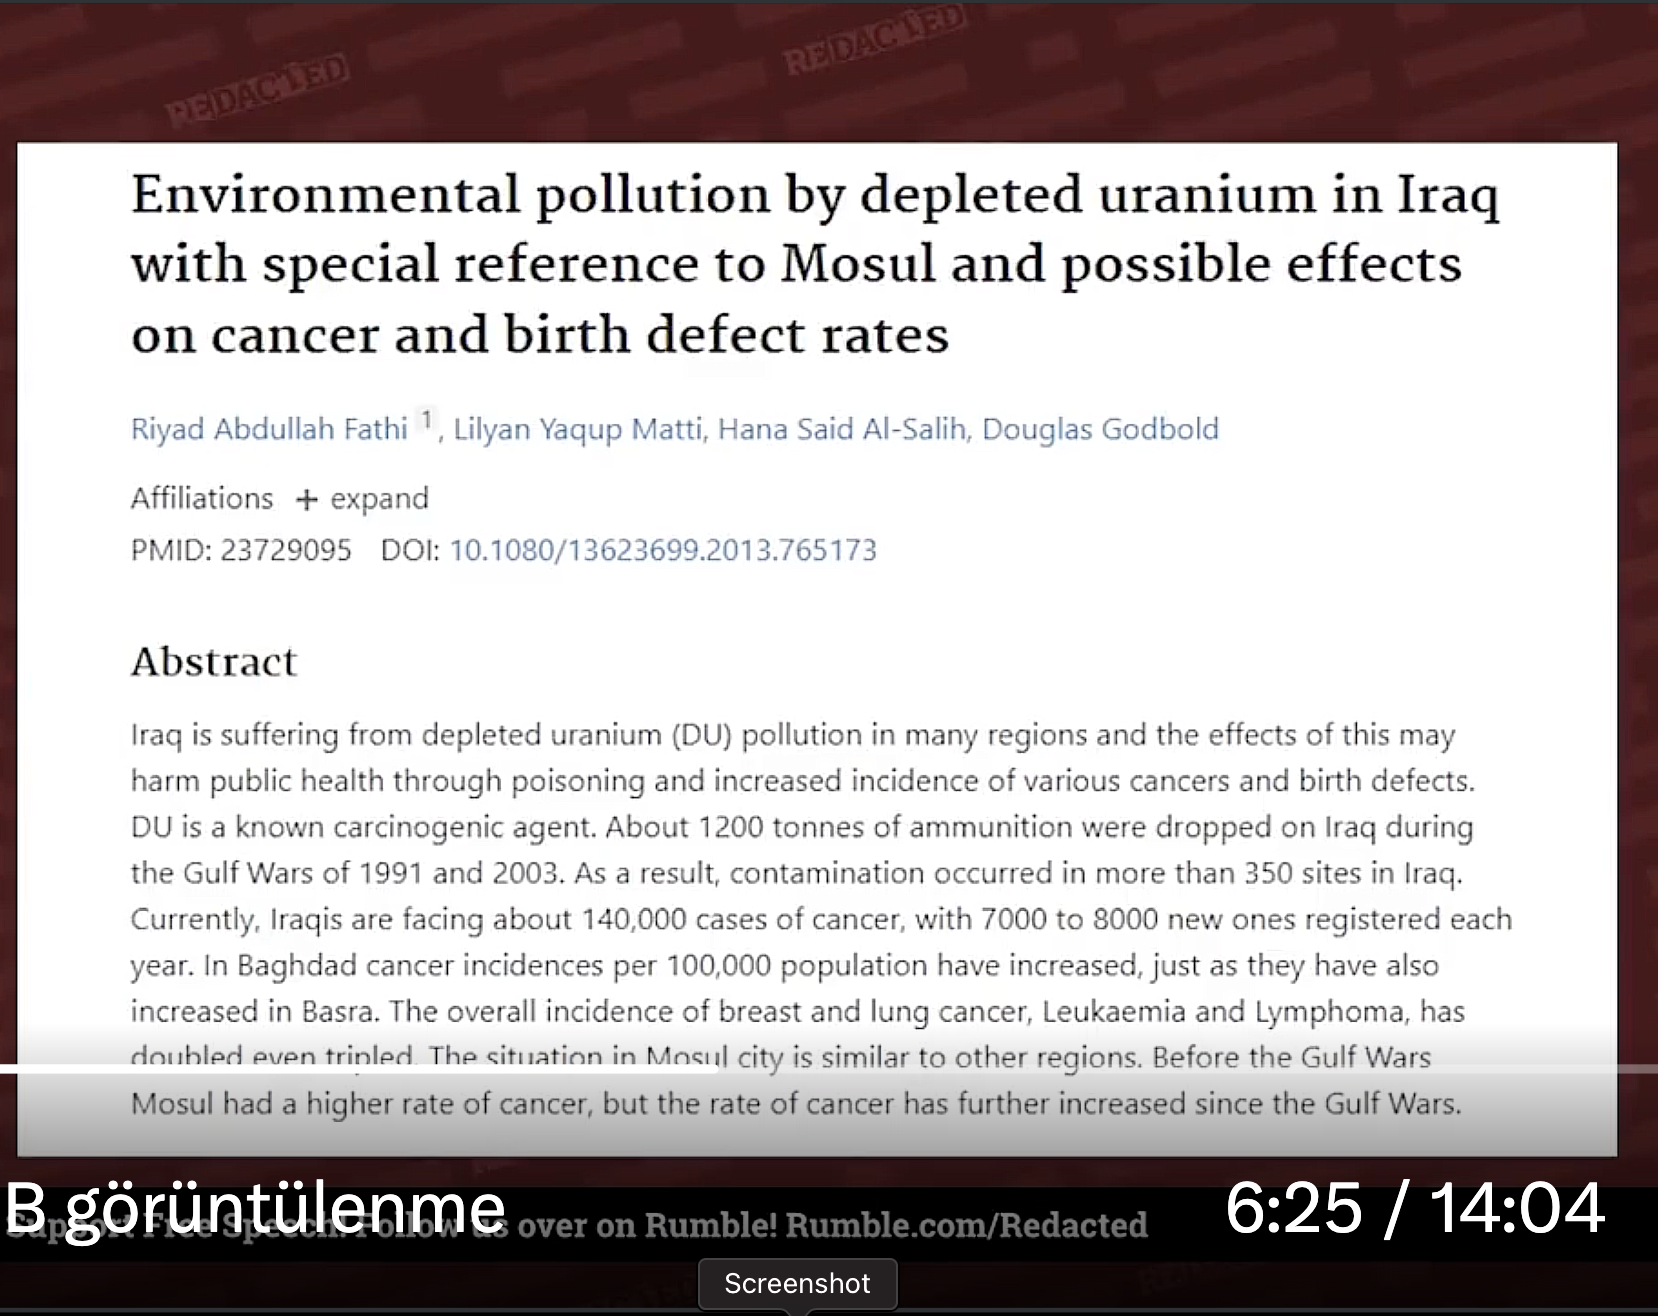 REDACTED
REDACTED
Environmental pollution by depleted uranium in Iraq
with special reference to Mosul and possible effects
on cancer and birth defect rates
Riyad Abdullah Fathi 1, Lilyan Yaqup Matti, Hana Said Al-Salih, Douglas Godbold
Affiliations + expand
PMID: 23729095 DOI: 10.1080/13623699.2013.765173
Abstract
Iraq is suffering from depleted uranium (DU) pollution in many regions and the effects of this may
harm public health through poisoning and increased incidence of various cancers and birth defects.
DU is a known carcinogenic agent. About 1200 tonnes of ammunition were dropped on Iraq during
the Gulf Wars of 1991 and 2003. As a result, contamination occurred in more than 350 sites in Iraq.
Currently, Iraqis are facing about 140,000 cases of cancer, with 7000 to 8000 new ones registered each
year. In Baghdad cancer incidences per 100,000 population have increased, just as they have also
increased in Basra. The overall incidence of breast and lung cancer, Leukaemia and Lymphoma, has
doubled even tripled. The situation in Mosul city is similar to other regions. Before the Gulf Wars
Mosul had a higher rate of cancer, but the rate of cancer has further increased since the Gulf Wars.
B görüntülenme 6:25 / 14:04
Support Free Speech! Follow us over on Rumble! Rumble.com/Redacted
Screenshot